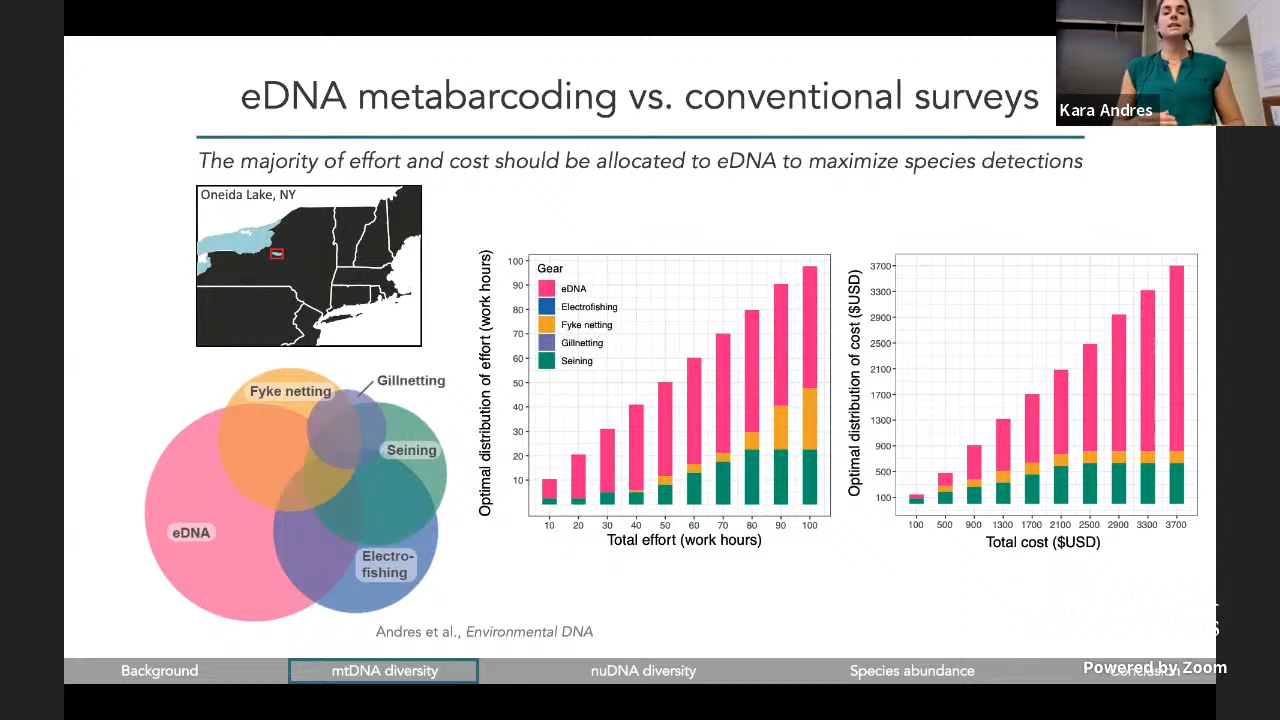 eDNA metabarcoding vs. conventional surveys
Kara Andres
The majority of effort and cost should be allocated to eDNA to maximize species detections
Oneida Lake, NY
Fyke netting
Gillnetting
Seining
eDNA
Electro-
fishing
Optimal distribution of effort (work hours)
100
90
80
70
60
50
40
30
20
10
Gear
eDNA
Electrofishing
Fyke netting
Gillnetting
Seining
10 20 30 40 50 60 70 80 90 100
Total effort (work hours)
Optimal distribution of cost ($USD)
3700
3300
2900
2500
2100
1700
1300
900
500
100
100 500 900 1300 1700 2100 2500 2900 3300 3700
Total cost ($USD)
Andres et al., Environmental DNA
Background mtDNA diversity nuDNA diversity Species abundance Conclusion
Powered by Zoom